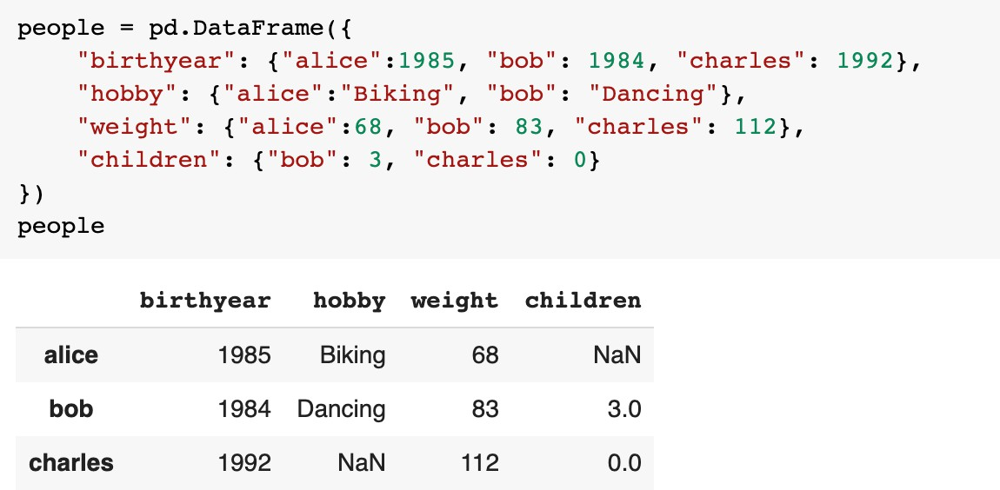 people = pd.DataFrame({
    "birthyear": {"alice":1985, "bob": 1984, "charles": 1992},
    "hobby": {"alice":"Biking", "bob": "Dancing"},
    "weight": {"alice":68, "bob": 83, "charles": 112},
    "children": {"bob": 3, "charles": 0}
})
people
birthyear hobby weight children
alice 1985 Biking 68 NaN
bob 1984 Dancing 83 3.0
charles 1992 NaN 112 0.0